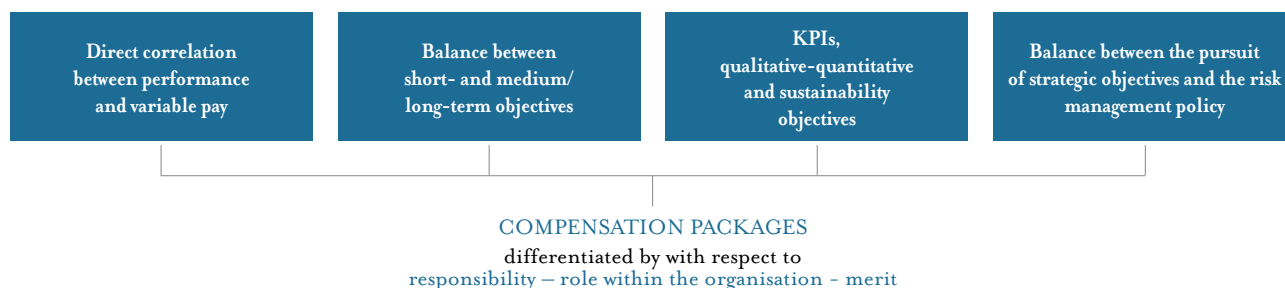 Direct correlation
between performance
and variable pay
Balance between
short- and medium/
long-term objectives
KPIs,
qualitative-quantitative
and sustainability
objectives
Balance between the pursuit
of strategic objectives and the risk
management policy
COMPENSATION PACKAGES
differentiated by with respect to
responsibility – role within the organisation - merit